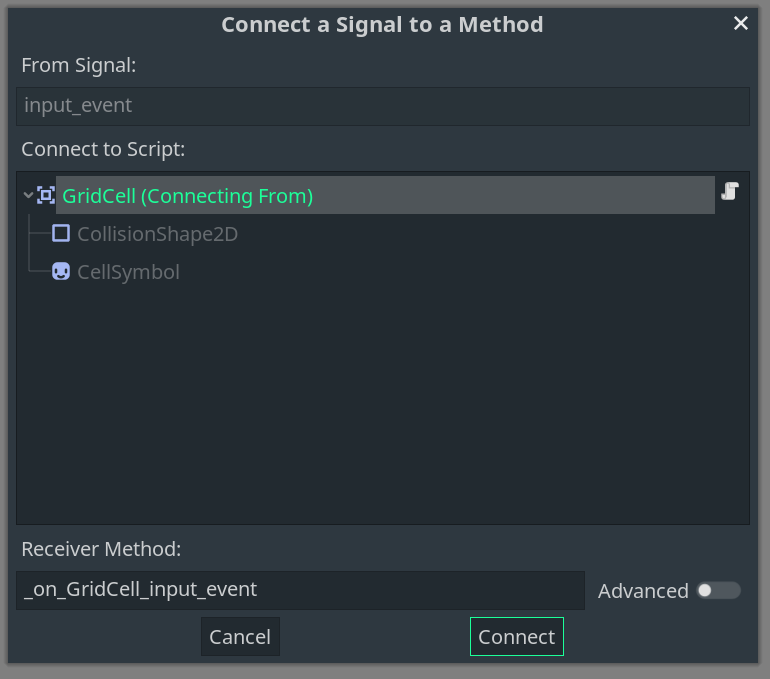 Connect a Signal to a Method
From Signal:
input_event
Connect to Script:
GridCell (Connecting From)
CollisionShape2D
CellSymbol
Receiver Method:
_on_GridCell_input_event
Advanced
Cancel
Connect